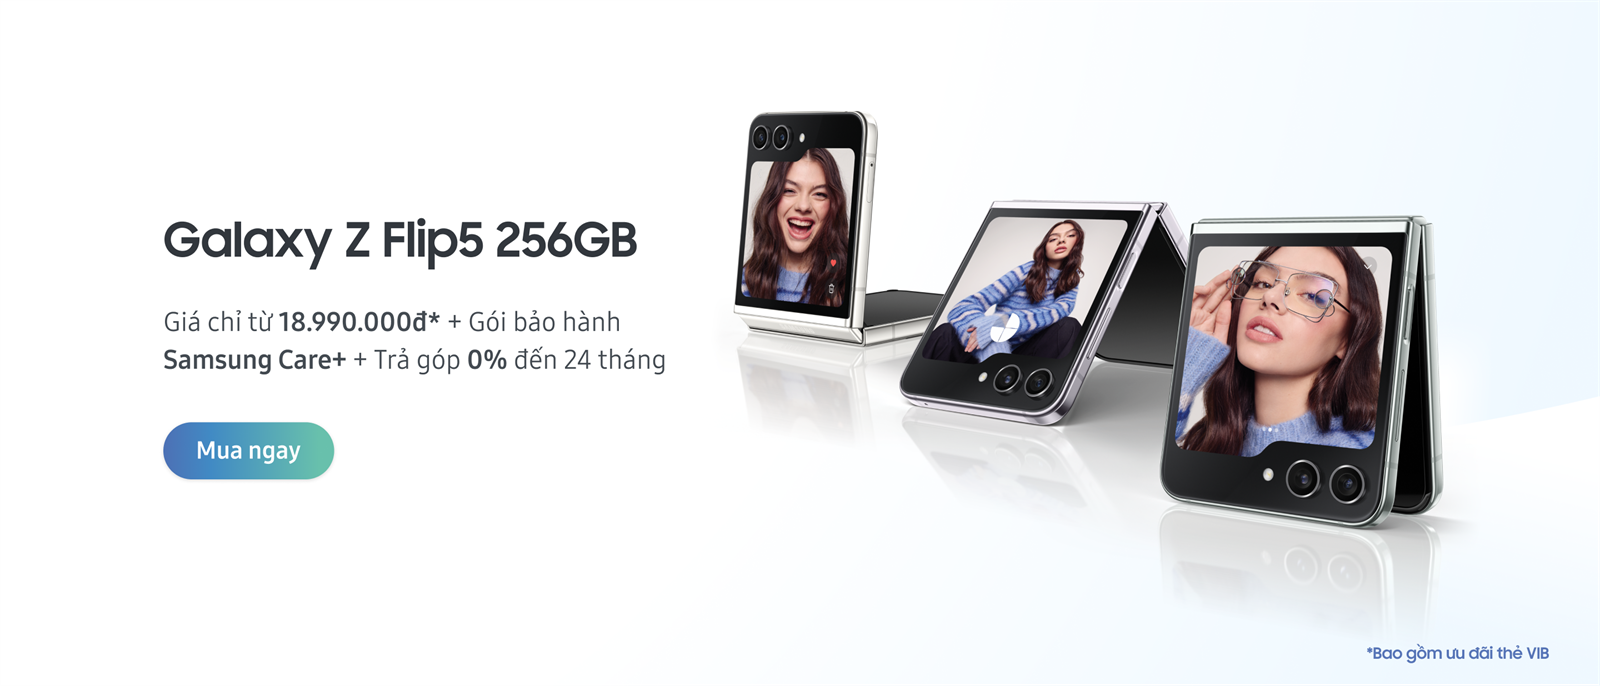 Galaxy Z Flip5 256GB
Giá chỉ từ 18.990.000đ* + Gói bảo hành
Samsung Care+ + Trả góp 0% đến 24 tháng
Mua ngay
*Bao gồm ưu đãi thẻ VIB